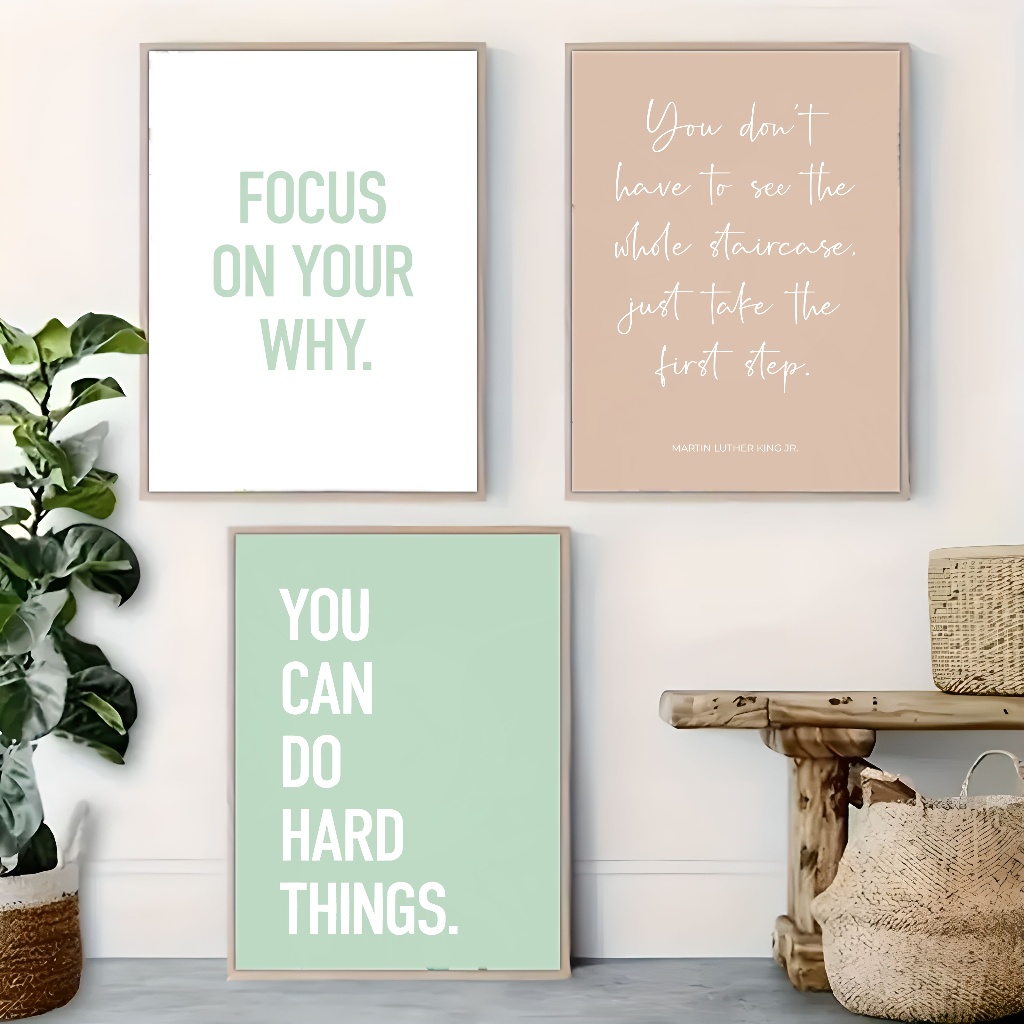 FOCUS
ON YOUR
WHY.
You don't
have to see the
whole staircase.
just take the
first step.
MARTIN LUTHER KING JR.
YOU
CAN
DO
HARD
THINGS.